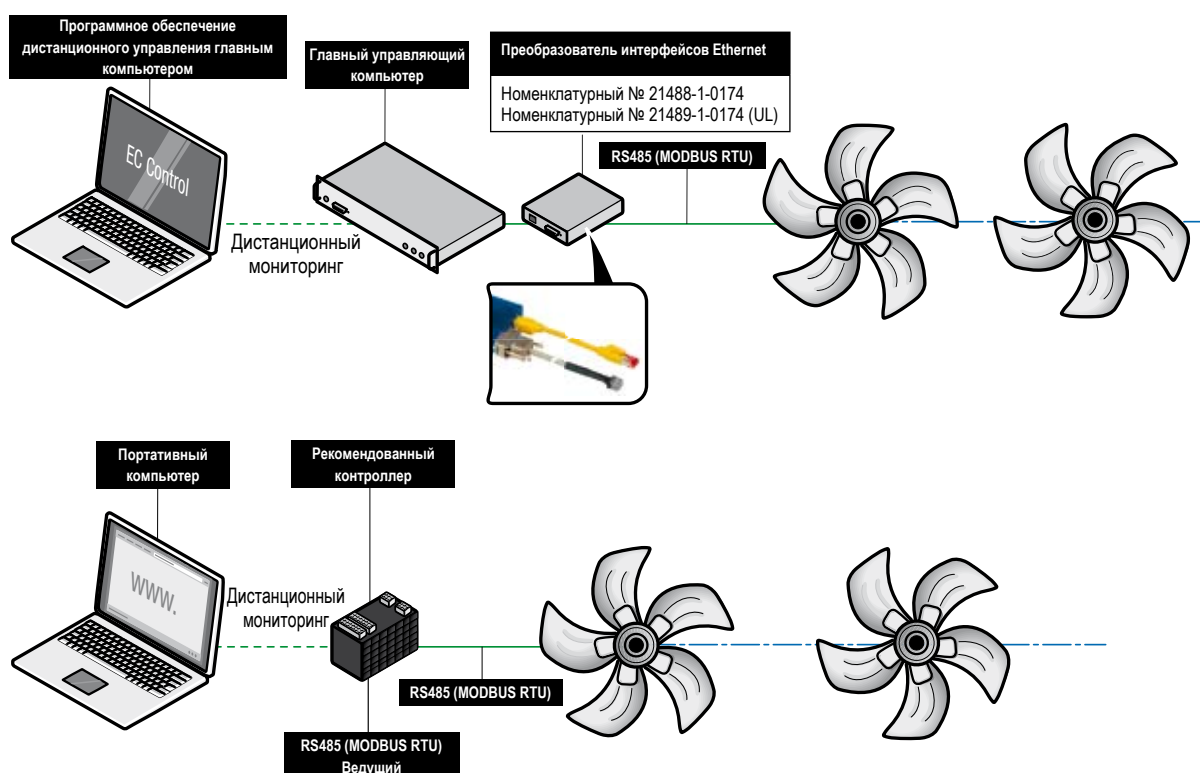 Программное обеспечение
дистанционного управления главным
компьютером
Главный управляющий
компьютер
Преобразователь интерфейсов Ethernet
Номенклатурный № 21488-1-0174
Номенклатурный № 21489-1-0174 (UL)
RS485 (MODBUS RTU)
EC Control
Дистанционный
мониторинг
Портативный
компьютер
Рекомендованный
контроллер
www.
Дистанционный
мониторинг
RS485 (MODBUS RTU)
RS485 (MODBUS RTU)
Ведущий